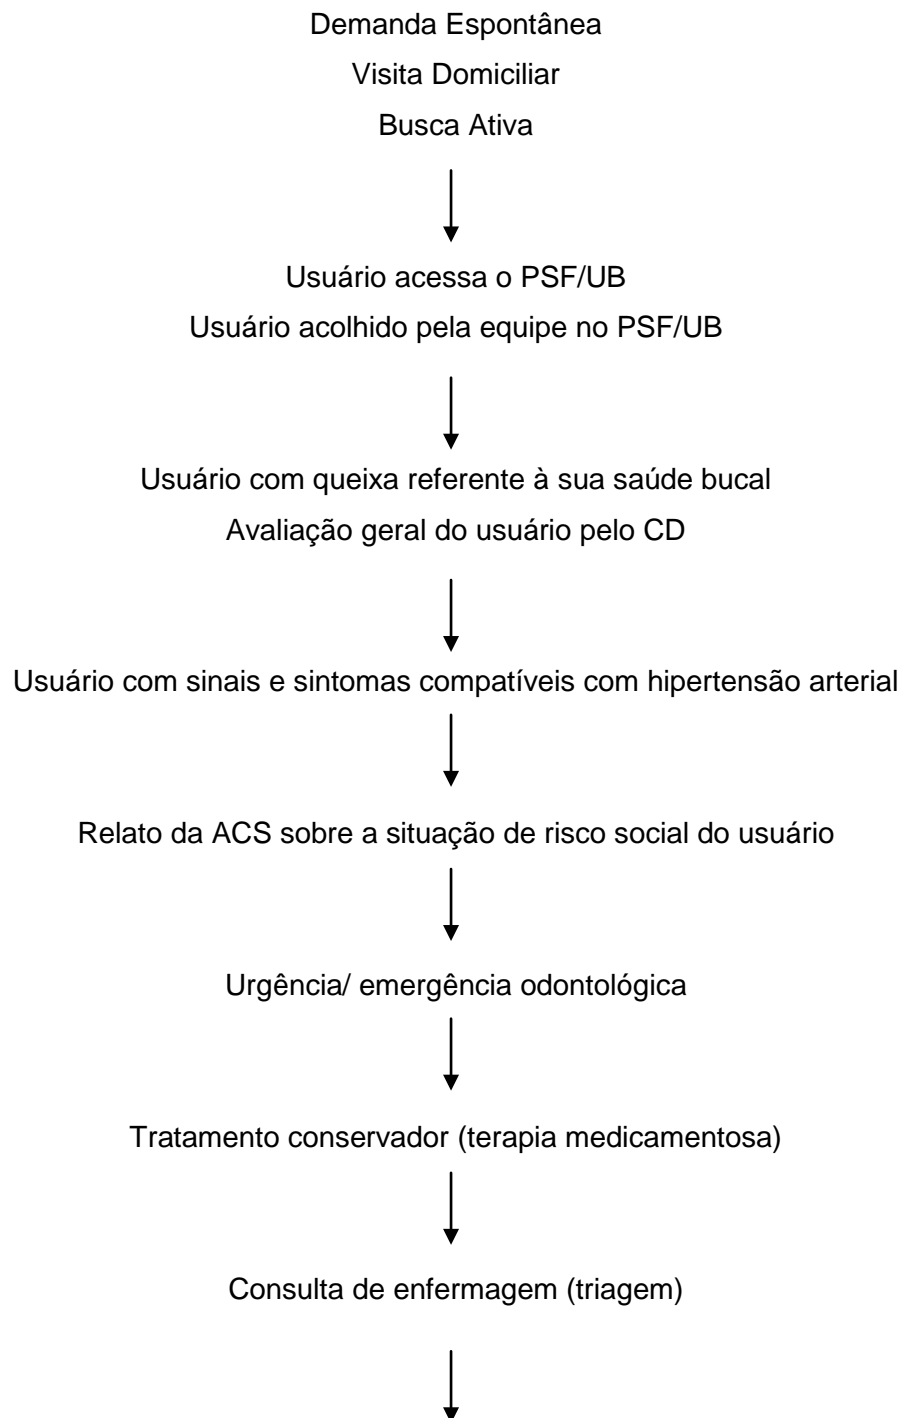 Demanda Espontânea
Visita Domiciliar
Busca Ativa
Usuário acessa o PSF/UB
Usuário acolhido pela equipe no PSF/UB
Usuário com queixa referente à sua saúde bucal
Avaliação geral do usuário pelo CD
Usuário com sinais e sintomas compatíveis com hipertensão arterial
Relato da ACS sobre a situação de risco social do usuário
Urgência/ emergência odontológica
Tratamento conservador (terapia medicamentosa)
Consulta de enfermagem (triagem)